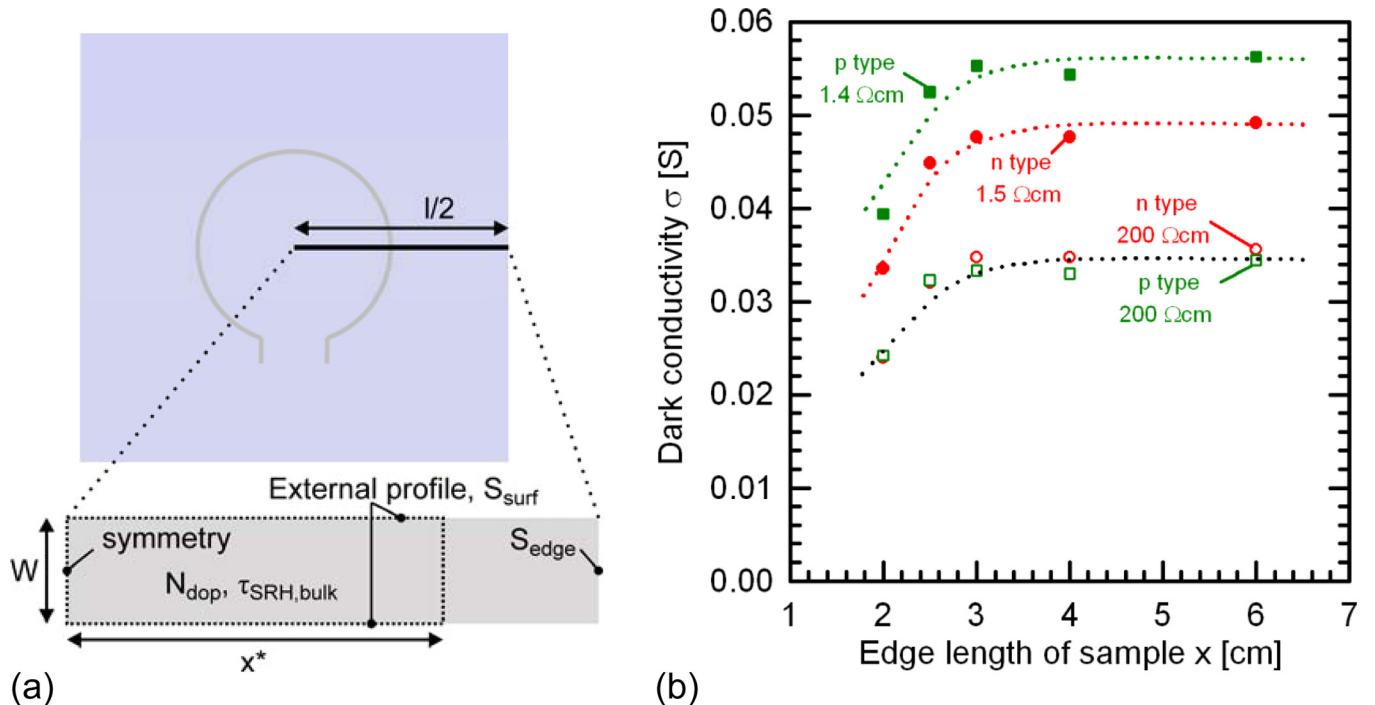 l/2
External profile, S_surf
symmetry
S_edge
W
N_dop, τ_SRH,bulk
x*
(a)
0.06
0.05
0.04
0.03
0.02
0.01
0.00
Dark conductivity σ [S]
p type
1.4 Ωcm
n type
1.5 Ωcm
n type
200 Ωcm
p type
200 Ωcm
1 2 3 4 5 6 7
Edge length of sample x [cm]
(b)